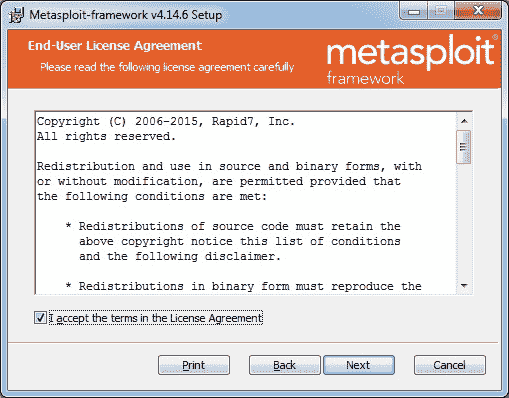 Metasploit-framework v4.14.6 Setup
End-User License Agreement
Please read the following license agreement carefully
metasploit
framework
Copyright (C) 2006-2015, Rapid7, Inc.
All rights reserved.
Redistribution and use in source and binary forms, with
or without modification, are permitted provided that
the following conditions are met:
* Redistributions of source code must retain the
above copyright notice this list of conditions
and the following disclaimer.
* Redistributions in binary form must reproduce the
I accept the terms in the License Agreement
Print
Back
Next
Cancel